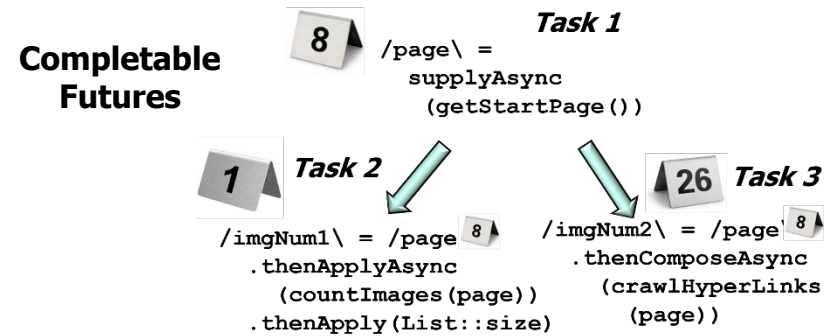 Completable
Futures
8
Task 1
/page\ =
supplyAsync
(getStartPage())
1
Task 2
/imgNum1\ = /page 8
.thenApplyAsync
(countImages(page))
.thenApply(List::size)
26
Task 3
/imgNum2\ = /page\ 8
.thenComposeAsync
(crawlHyperLinks
(page))